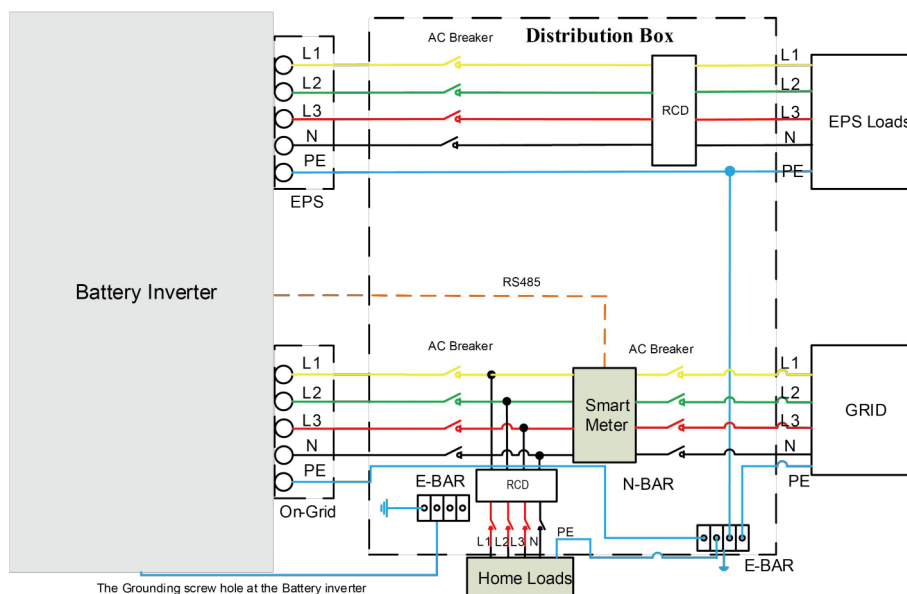 Distribution Box
AC Breaker
L1
L2
L3
N
PE
EPS
RCD
L1
L2
L3
N
PE
EPS Loads
Battery Inverter
RS485
AC Breaker
AC Breaker
L1
L2
L3
N
PE
On-Grid
Smart
Meter
L1
L2
L3
N
PE
GRID
E-BAR
RCD
N-BAR
L1 L2 L3 N PE
Home Loads
E-BAR
The Grounding screw hole at the Battery inverter